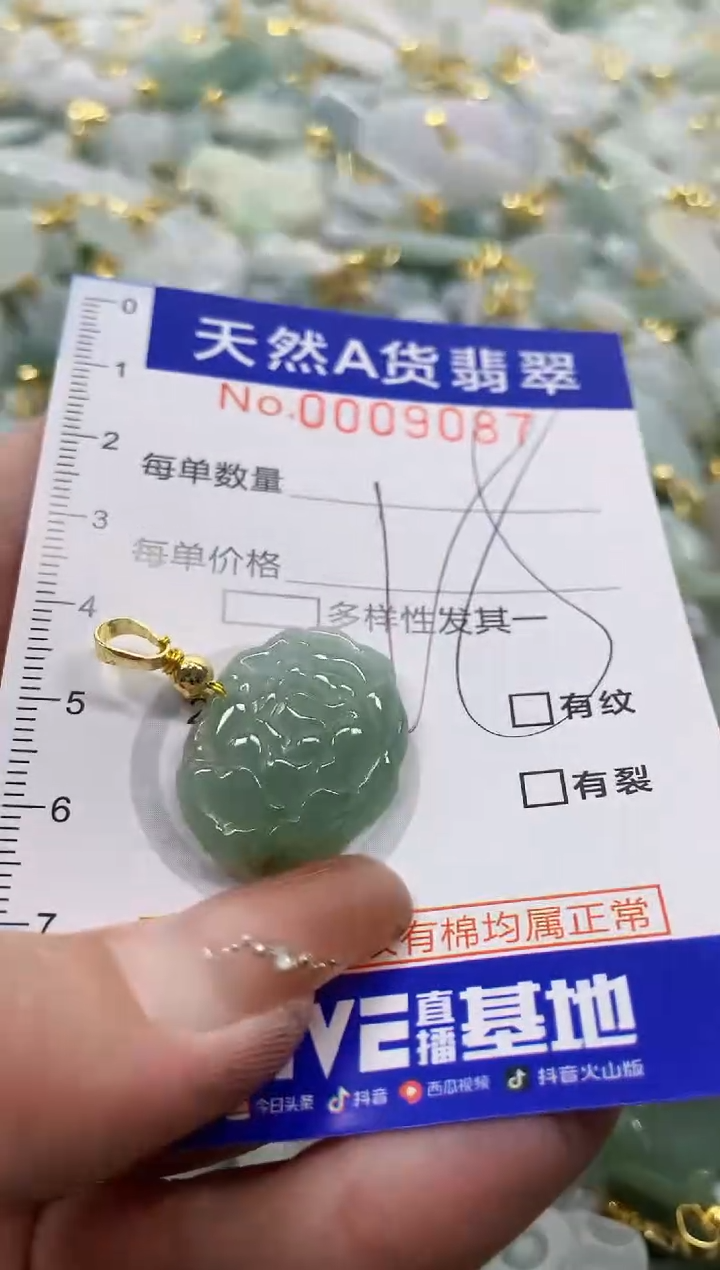 天然A货翡翠
No.0009087
每单数量
每单价格
多样性发其一
有纹
有裂
有棉均属正常
直播基地
今日头条 抖音 西瓜视频 抖音火山版
0
1
2
3
4
5
6
7